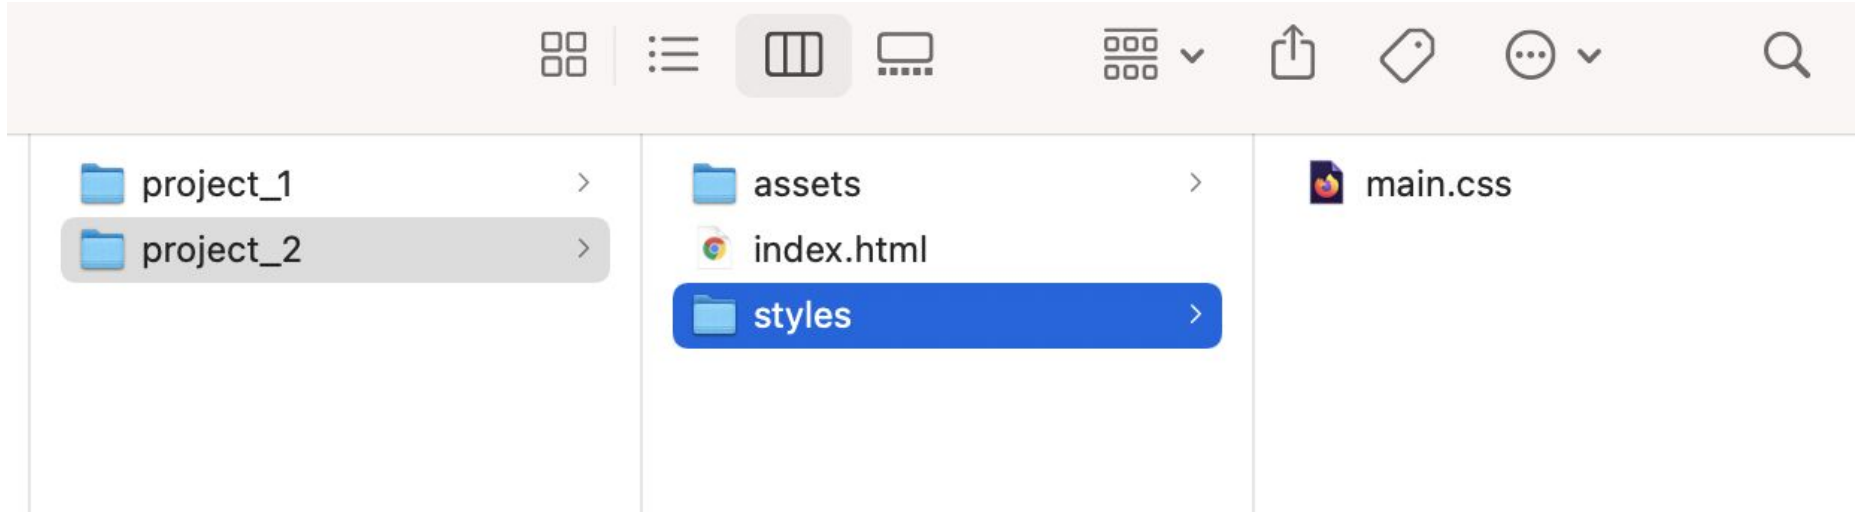 project_1
project_2
assets
index.html
styles
main.css